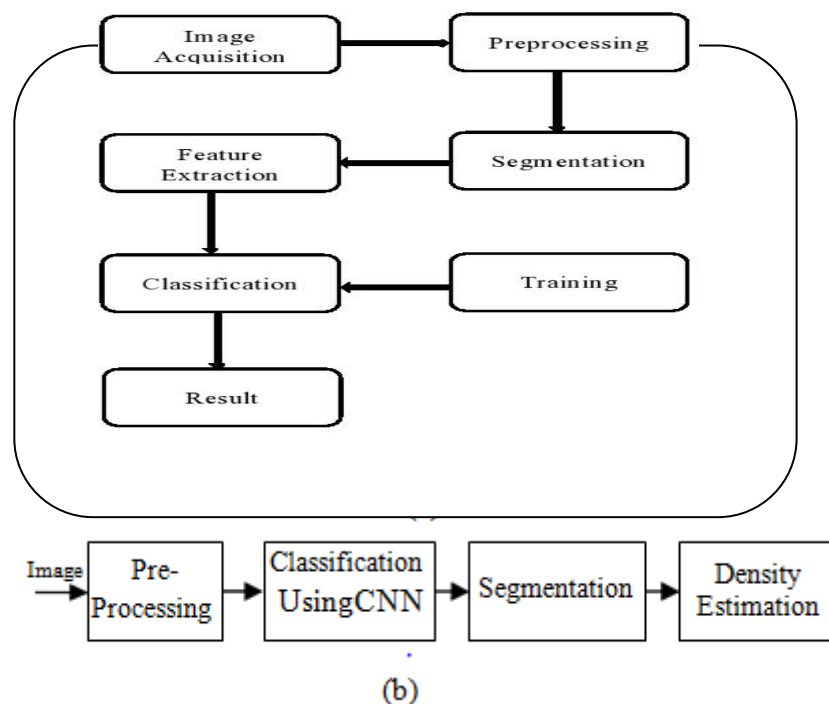 Image
Acquisition
Preprocessing
Feature
Extraction
Segmentation
Classification
Training
Result
Image
Pre-
Processing
Classification
UsingCNN
Segmentation
Density
Estimation
(b)